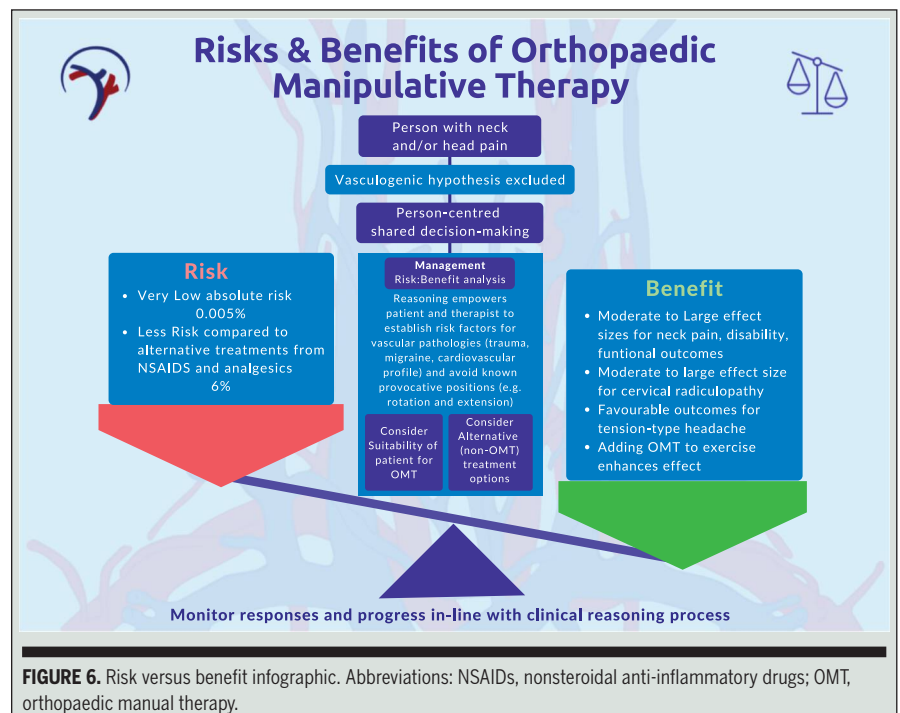 Risks & Benefits of Orthopaedic
Manipulative Therapy
Person with neck
and/or head pain
Vasculogenic hypothesis excluded
Person-centred
shared decision-making
Risk
• Very Low absolute risk
0.005%
• Less Risk compared to
alternative treatments from
NSAIDS and analgesics
6%
Management
Risk:Benefit analysis
Reasoning empowers
patient and therapist to
establish risk factors for
vascular pathologies (trauma,
migraine, cardiovascular
profile) and avoid known
provocative positions (e.g.
rotation and extension)
Consider
Suitability of
patient for
OMT
Consider
Alternative
(non-OMT)
treatment
options
Benefit
• Moderate to Large effect
sizes for neck pain, disability,
funtional outcomes
• Moderate to large effect size
for cervical radiculopathy
• Favourable outcomes for
tension-type headache
• Adding OMT to exercise
enhances effect
Monitor responses and progress in-line with clinical reasoning process
FIGURE 6. Risk versus benefit infographic. Abbreviations: NSAIDs, nonsteroidal anti-inflammatory drugs; OMT,
orthopaedic manual therapy.